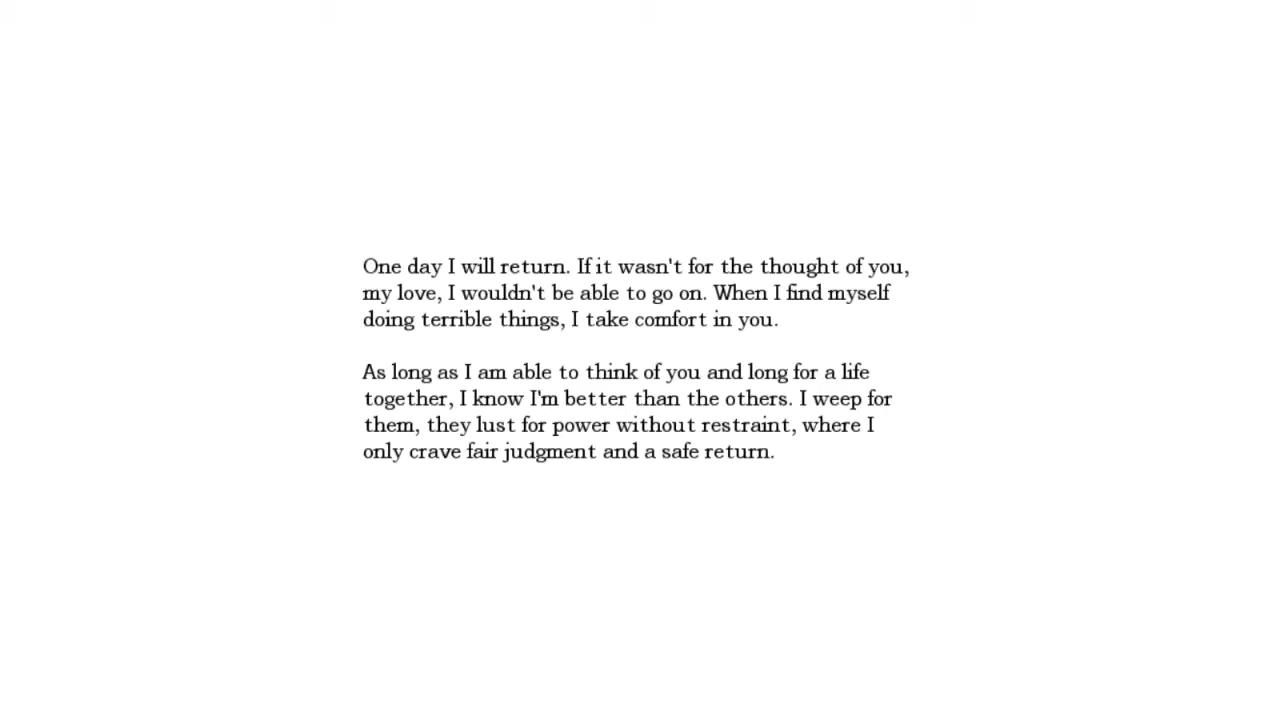 One day I will return. If it wasn't for the thought of you,
my love, I wouldn't be able to go on. When I find myself
doing terrible things, I take comfort in you.
As long as I am able to think of you and long for a life
together, I know I'm better than the others. I weep for
them, they lust for power without restraint, where I
only crave fair judgment and a safe return.